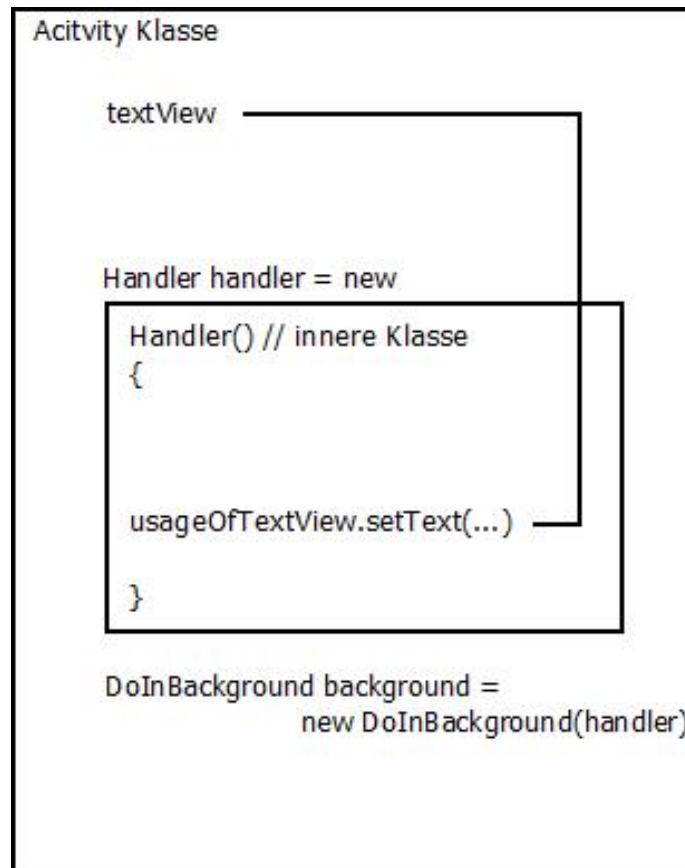 Acitvity Klasse
textView
Handler handler = new
Handler() // innere Klasse
{
usageOfTextView.setText(...)
}
DoInBackground background =
new DoInBackground(handler)